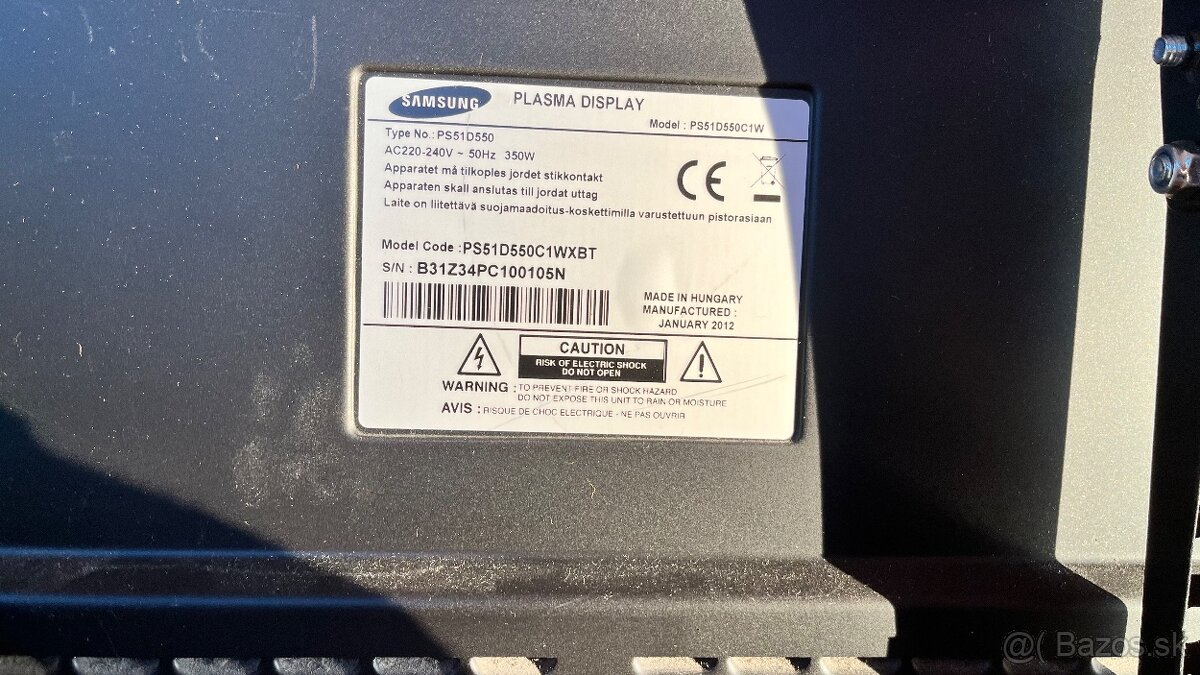 SAMSUNG PLASMA DISPLAY
Model : PS51D550C1W
Type No.: PS51D550
AC220-240V ~ 50Hz 350W
Apparatet må tilkoples jordet stikkontakt
Apparaten skall anslutas till jordat uttag
Laite on liitettävä suojamaadoitus-koskettimilla varustettuun pistorasiaan
CE
Model Code :PS51D550C1WXBT
S/N : B31Z34PC100105N
MADE IN HUNGARY
MANUFACTURED :
JANUARY 2012
CAUTION
RISK OF ELECTRIC SHOCK
DO NOT OPEN
WARNING : TO PREVENT FIRE OR SHOCK HAZARD
DO NOT EXPOSE THIS UNIT TO RAIN OR MOISTURE
AVIS : RISQUE DE CHOC ELECTRIQUE - NE PAS OUVRIR
@( Bazos.sk